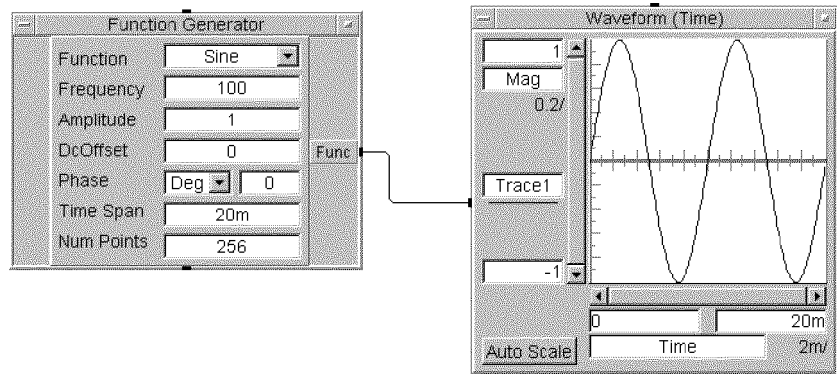 Function Generator
Function Sine
Frequency 100
Amplitude 1
DcOffset 0
Phase Deg 0
Time Span 20m
Num Points 256
Func
Waveform (Time)
1
Mag
0.2/
Trace1
-1
0 20m
Auto Scale Time 2m/